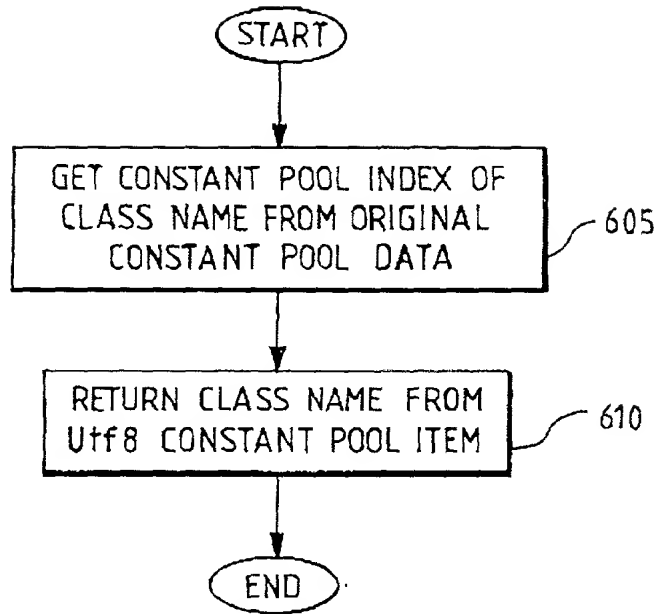 START
GET CONSTANT POOL INDEX OF
CLASS NAME FROM ORIGINAL
CONSTANT POOL DATA
605
RETURN CLASS NAME FROM
Utf8 CONSTANT POOL ITEM
610
END